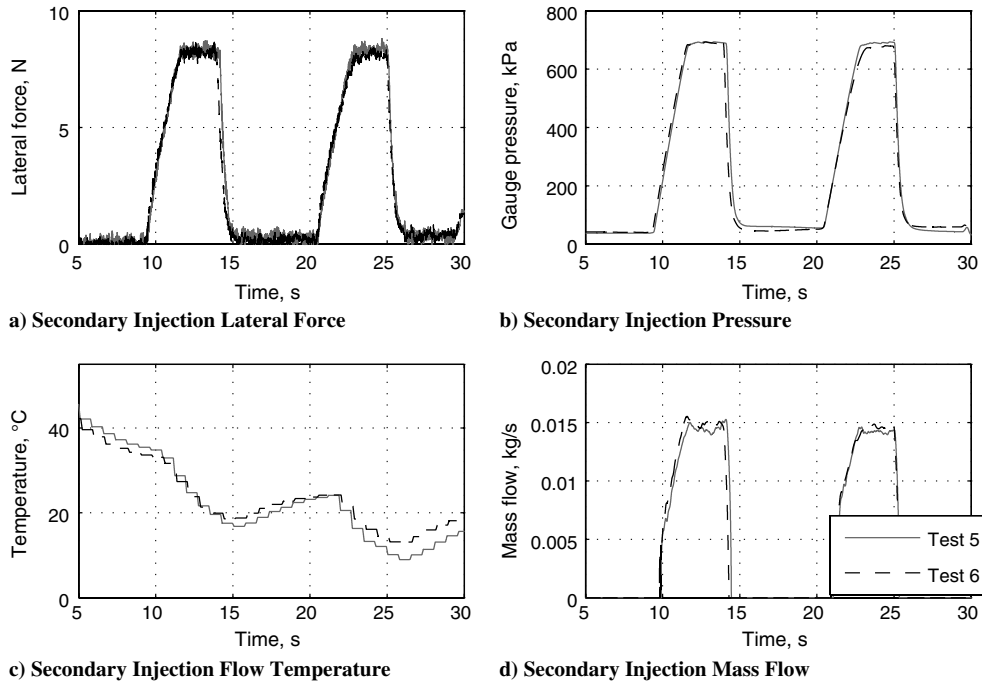 10
5
0
Lateral force, N
5
10
15
20
25
30
Time, s
a) Secondary Injection Lateral Force
800
600
400
200
0
Gauge pressure, kPa
5
10
15
20
25
30
Time, s
b) Secondary Injection Pressure
40
20
0
Temperature, °C
5
10
15
20
25
30
Time, s
c) Secondary Injection Flow Temperature
0.02
0.015
0.01
0.005
0
Mass flow, kg/s
5
10
15
20
25
30
Time, s
Test 5
Test 6
d) Secondary Injection Mass Flow